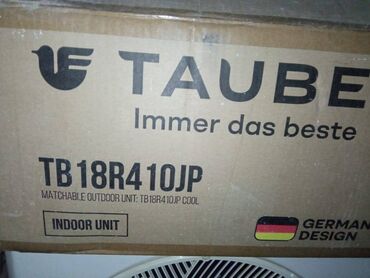 TAUBE
Immer das beste
TB18R410JP
MATCHABLE OUTDOOR UNIT: TB18R410JP COOL
INDOOR UNIT
GERMAN
DESIGN